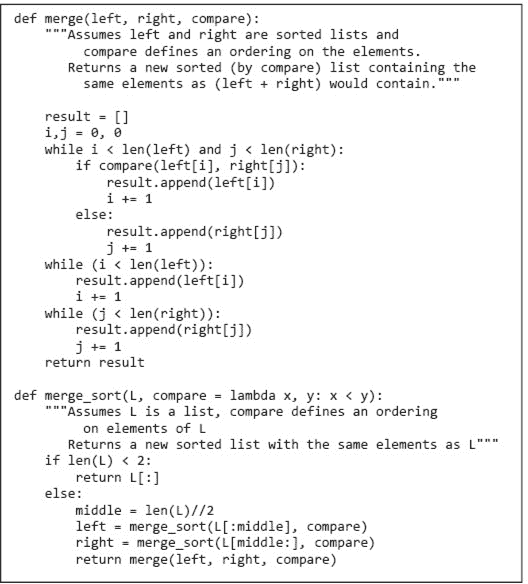 def merge(left, right, compare):
    """Assumes left and right are sorted lists and
         compare defines an ordering on the elements.
       Returns a new sorted (by compare) list containing the
         same elements as (left + right) would contain."""

    result = []
    i,j = 0, 0
    while i < len(left) and j < len(right):
        if compare(left[i], right[j]):
            result.append(left[i])
            i += 1
        else:
            result.append(right[j])
            j += 1
    while (i < len(left)):
        result.append(left[i])
        i += 1
    while (j < len(right)):
        result.append(right[j])
        j += 1
    return result

def merge_sort(L, compare = lambda x, y: x < y):
    """Assumes L is a list, compare defines an ordering
         on elements of L
       Returns a new sorted list with the same elements as L"""
    if len(L) < 2:
        return L[:]
    else:
        middle = len(L)//2
        left = merge_sort(L[:middle], compare)
        right = merge_sort(L[middle:], compare)
        return merge(left, right, compare)